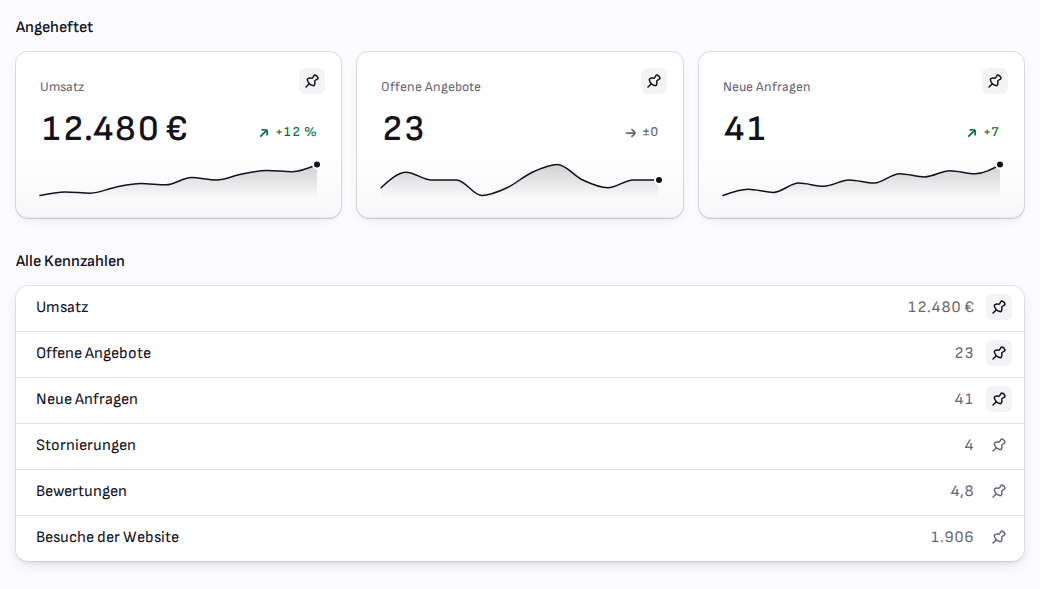 Angeheftet
Umsatz
12.480 €
+12 %
Offene Angebote
23
±0
Neue Anfragen
41
+7
Alle Kennzahlen
Umsatz 12.480 €
Offene Angebote 23
Neue Anfragen 41
Stornierungen 4
Bewertungen 4,8
Besuche der Website 1.906